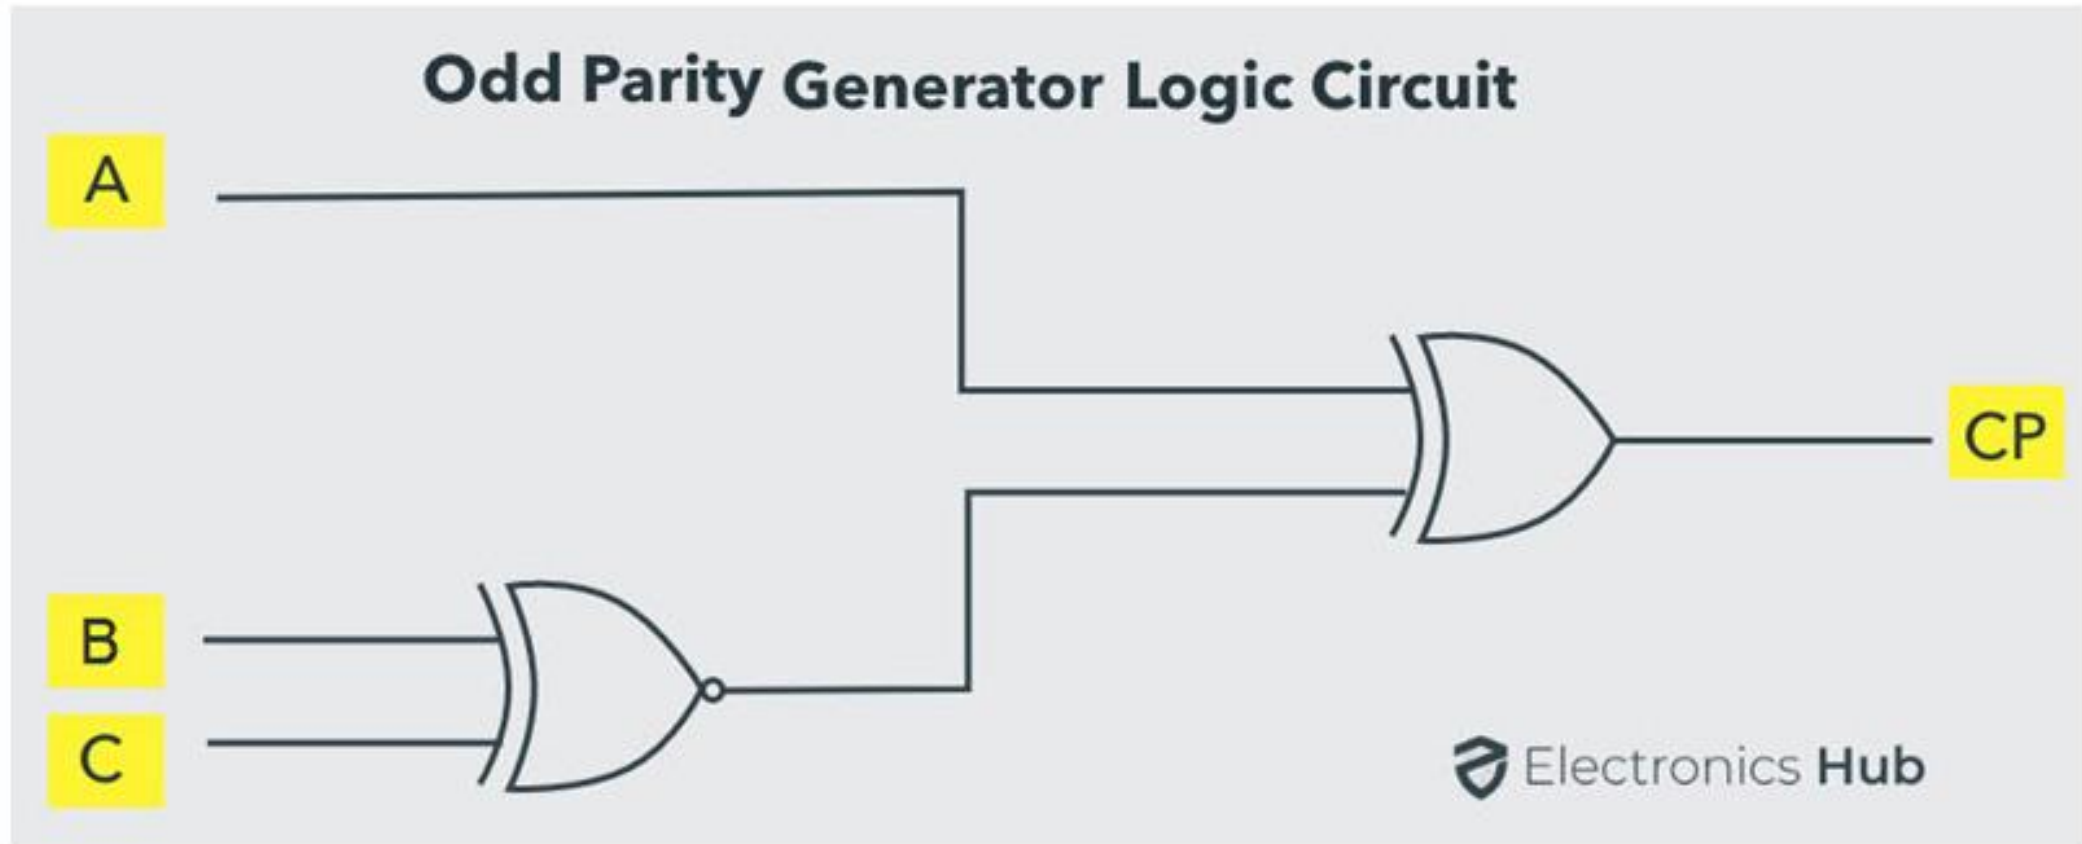 Odd Parity Generator Logic Circuit
A
CP
B
C
Electronics Hub